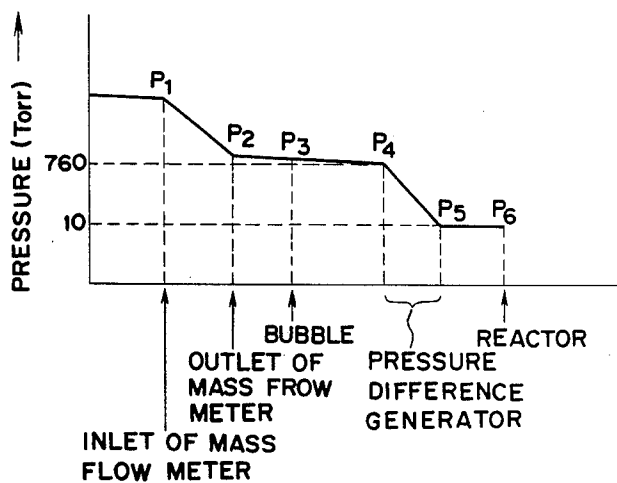 PRESSURE (Torr)
P1
P2
P3
P4
760
10
P5
P6
BUBBLE
REACTOR
OUTLET OF
MASS FROW
METER
PRESSURE
DIFFERENCE
GENERATOR
INLET OF MASS
FLOW METER